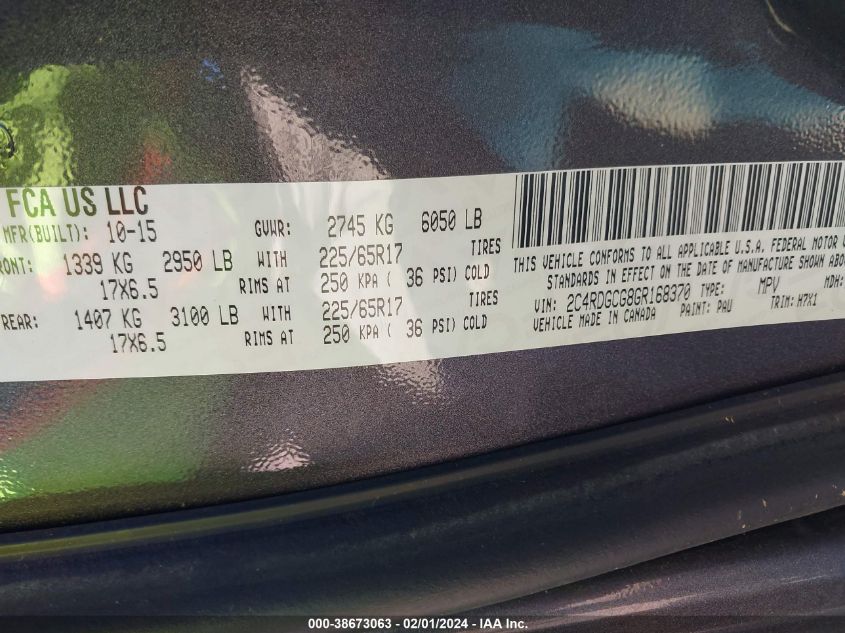 FCA US LLC
MFR(BUILT): 10-15 GVWR: 2745 KG 6050 LB
RONT: 1339 KG 2950 LB WITH 225/65R17 TIRES
17X6.5 RIMS AT 250 KPA ( 36 PSI) COLD
REAR: 1407 KG 3100 LB WITH 225/65R17 TIRES
17X6.5 RIMS AT 250 KPA ( 36 PSI) COLD
THIS VEHICLE CONFORMS TO ALL APPLICABLE U.S.A. FEDERAL MOTOR V
STANDARDS IN EFFECT ON THE DATE OF MANUFACTURE SHOWN ABO
VIN: 2C4RDGCG8GR168370 TYPE: MPV MDH:
VEHICLE MADE IN CANADA PAINT: PAU TRIM: H7X1
000-38673063 / 02/01/2024 - IAA Inc.